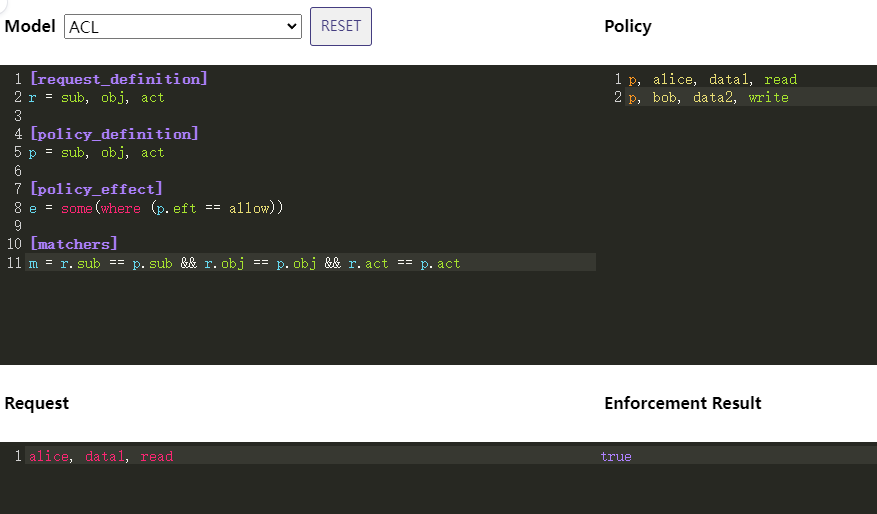 Model ACL RESET
Policy
1 [request_definition]
2 r = sub, obj, act
3
4 [policy_definition]
5 p = sub, obj, act
6
7 [policy_effect]
8 e = some(where (p.eft == allow))
9
10 [matchers]
11 m = r.sub == p.sub && r.obj == p.obj && r.act == p.act
1 p, alice, data1, read
2 p, bob, data2, write
Request
1 alice, data1, read
Enforcement Result
true